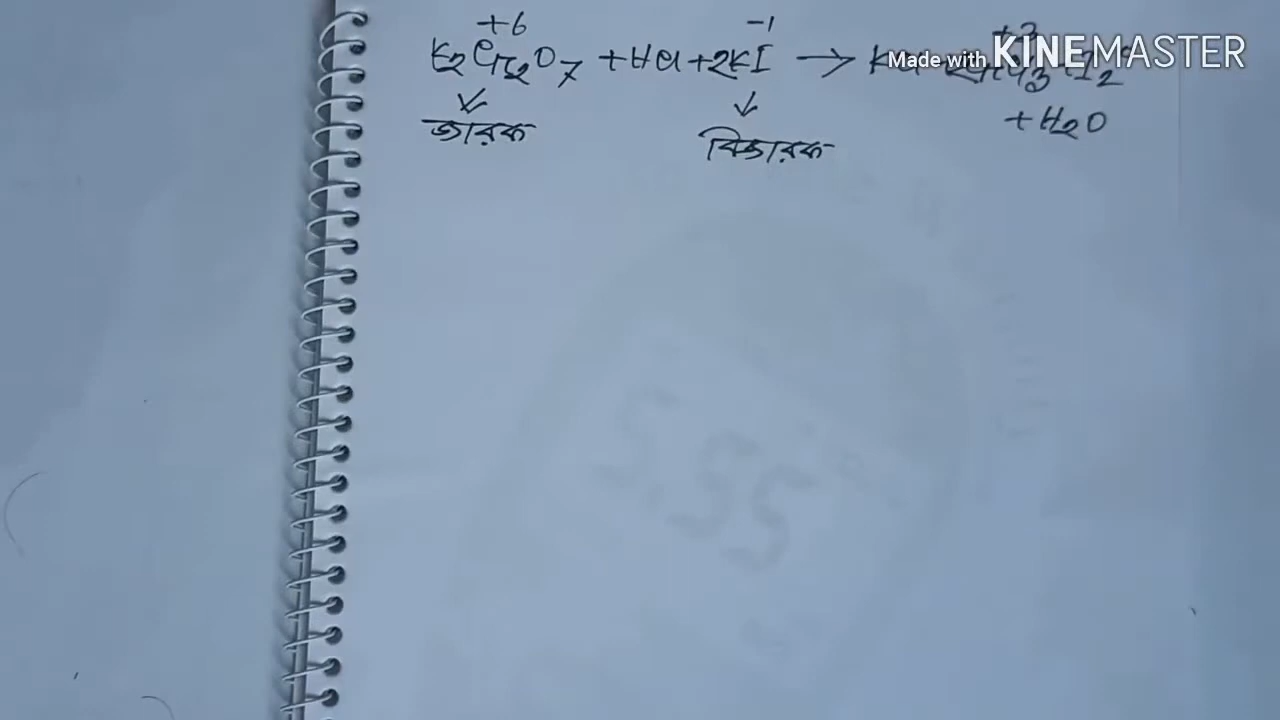 +6 -1 +3
K2Cr2O7 + HCl + 2KI → KCl I2°
+ H2O
জারক বিজারক
Made with KINEMASTER